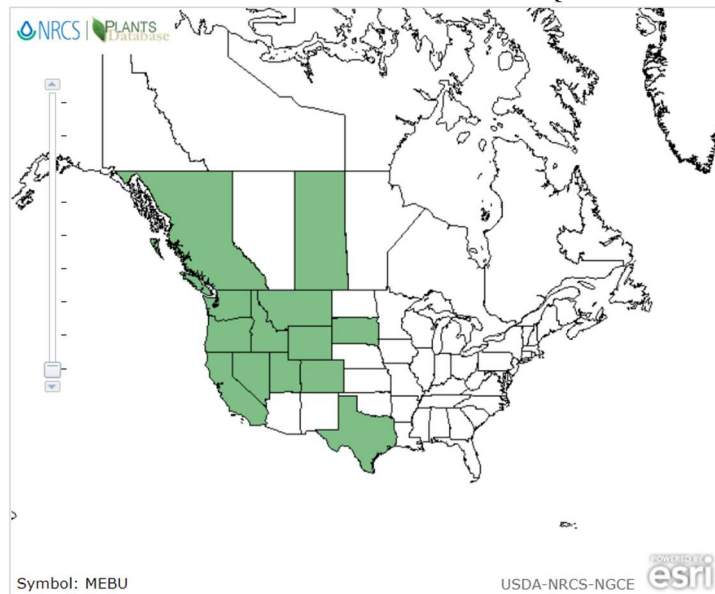 NRCS | PLANTS
Database
Symbol: MEBU
USDA-NRCS-NGCE
POWERED BY
esri